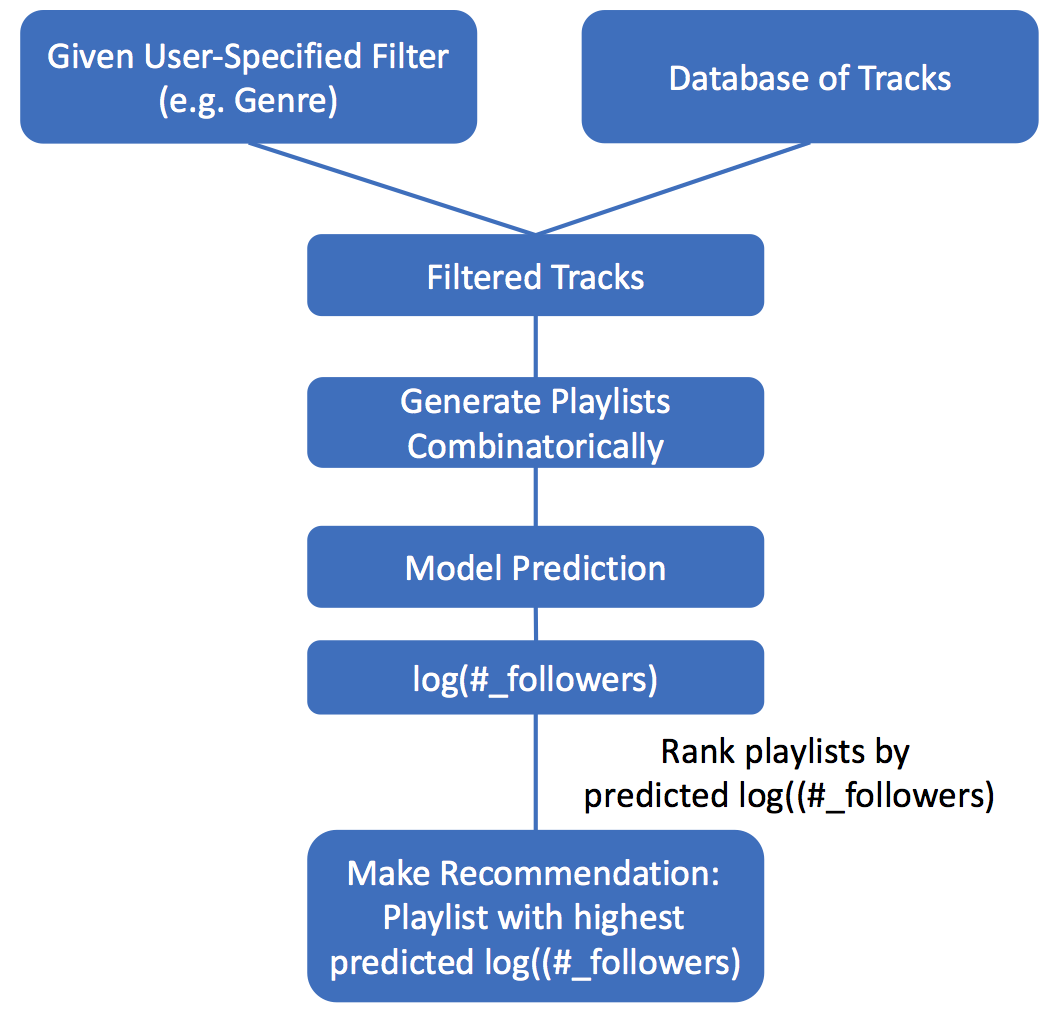 Given User-Specified Filter
(e.g. Genre)
Database of Tracks
Filtered Tracks
Generate Playlists
Combinatorically
Model Prediction
log(#_followers)
Rank playlists by
predicted log((#_followers)
Make Recommendation:
Playlist with highest
predicted log((#_followers)